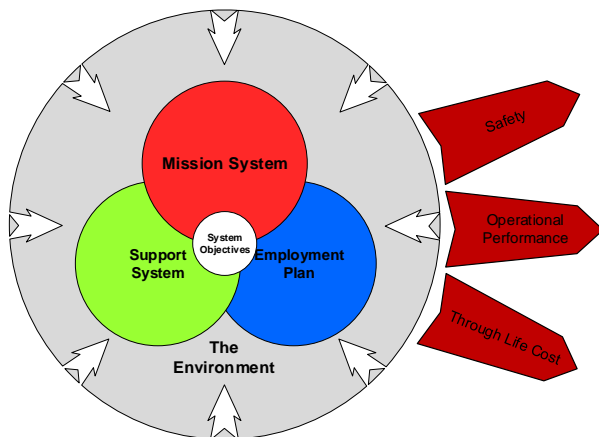 Mission System
System
Objectives
Support
System
Employment
Plan
The
Environment
Safety
Operational
Performance
Through Life Cost